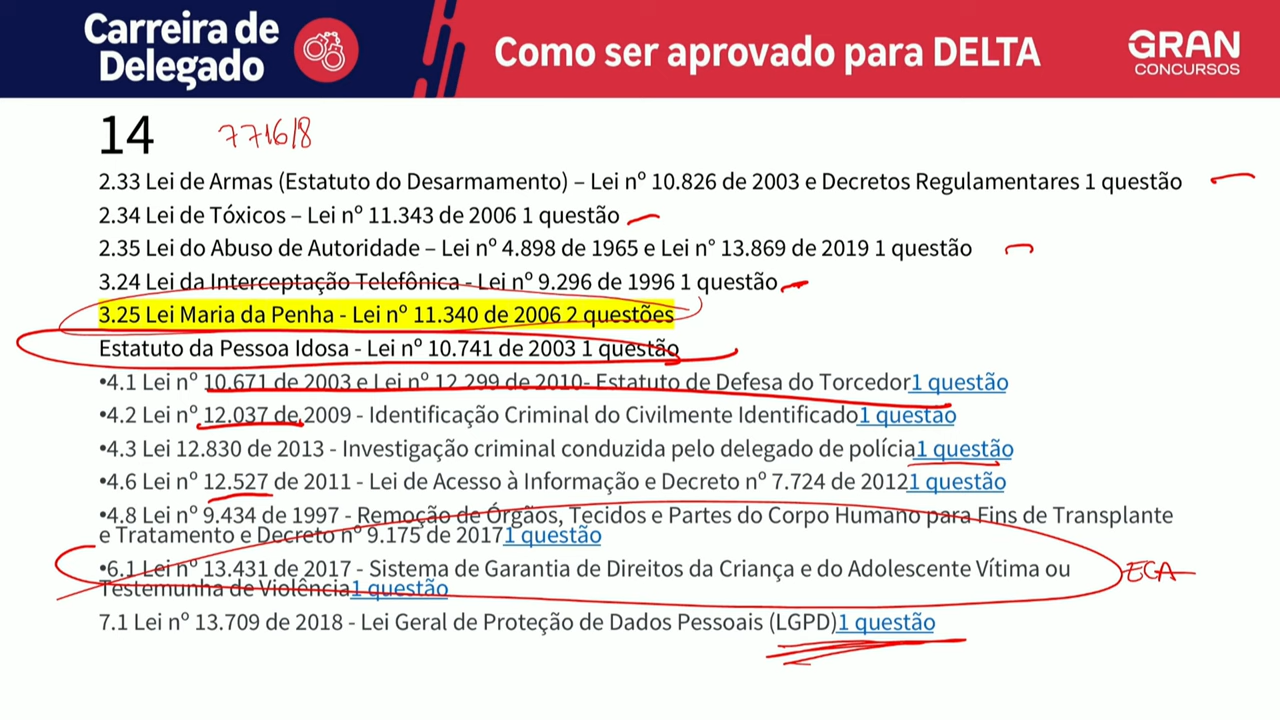 Carreira de
Delegado
Como ser aprovado para DELTA
GRAN
CONCURSOS
14
7716/8
2.33 Lei de Armas (Estatuto do Desarmamento) – Lei nº 10.826 de 2003 e Decretos Regulamentares 1 questão
2.34 Lei de Tóxicos – Lei nº 11.343 de 2006 1 questão
2.35 Lei do Abuso de Autoridade – Lei nº 4.898 de 1965 e Lei n° 13.869 de 2019 1 questão
3.24 Lei da Interceptação Telefônica - Lei nº 9.296 de 1996 1 questão
3.25 Lei Maria da Penha - Lei nº 11.340 de 2006 2 questões
Estatuto da Pessoa Idosa - Lei nº 10.741 de 2003 1 questão
•4.1 Lei nº 10.671 de 2003 e Lei nº 12.299 de 2010- Estatuto de Defesa do Torcedor1 questão
•4.2 Lei nº 12.037 de 2009 - Identificação Criminal do Civilmente Identificado1 questão
•4.3 Lei 12.830 de 2013 - Investigação criminal conduzida pelo delegado de polícia1 questão
•4.6 Lei nº 12.527 de 2011 - Lei de Acesso à Informação e Decreto nº 7.724 de 20121 questão
•4.8 Lei nº 9.434 de 1997 - Remoção de Órgãos, Tecidos e Partes do Corpo Humano para Fins de Transplante
e Tratamento e Decreto nº 9.175 de 20171 questão
•6.1 Lei nº 13.431 de 2017 - Sistema de Garantia de Direitos da Criança e do Adolescente Vítima ou
Testemunha de Violência1 questão
ECA
7.1 Lei nº 13.709 de 2018 - Lei Geral de Proteção de Dados Pessoais (LGPD)1 questão